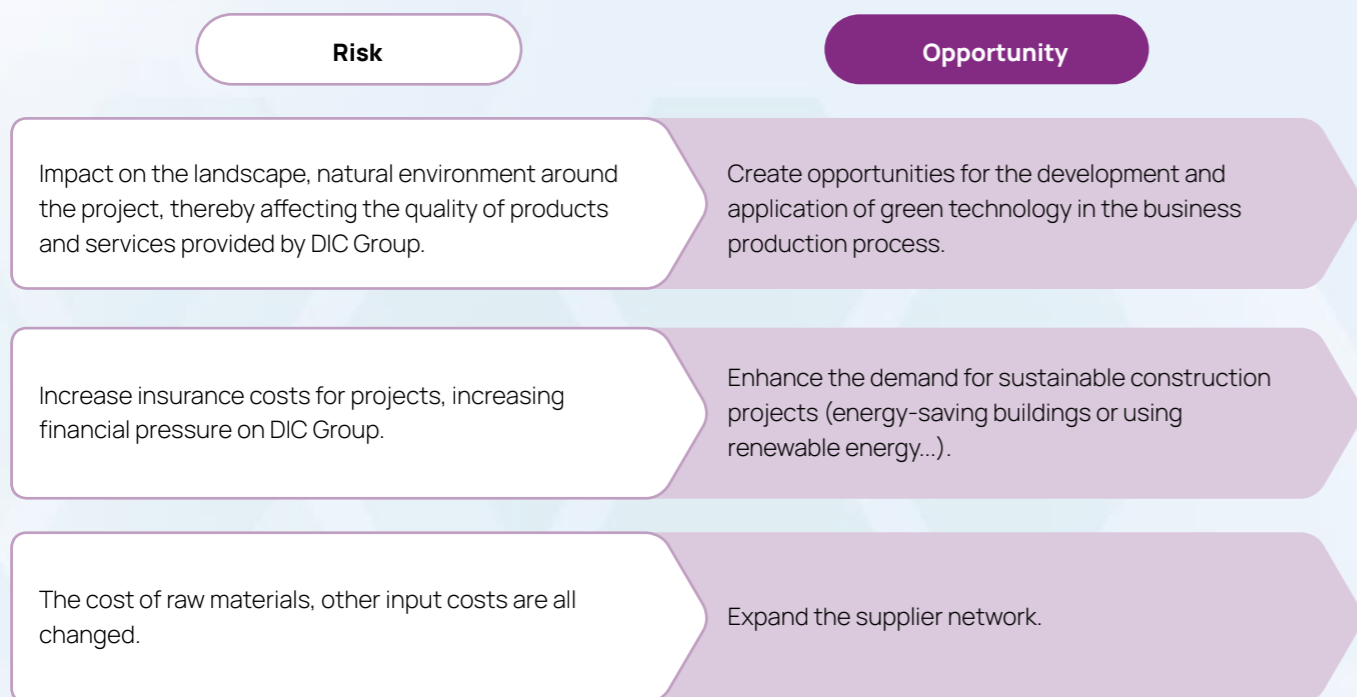 Risk
Opportunity
Impact on the landscape, natural environment around
the project, thereby affecting the quality of products
and services provided by DIC Group.
Create opportunities for the development and
application of green technology in the business
production process.
Increase insurance costs for projects, increasing
financial pressure on DIC Group.
Enhance the demand for sustainable construction
projects (energy-saving buildings or using
renewable energy...).
The cost of raw materials, other input costs are all
changed.
Expand the supplier network.